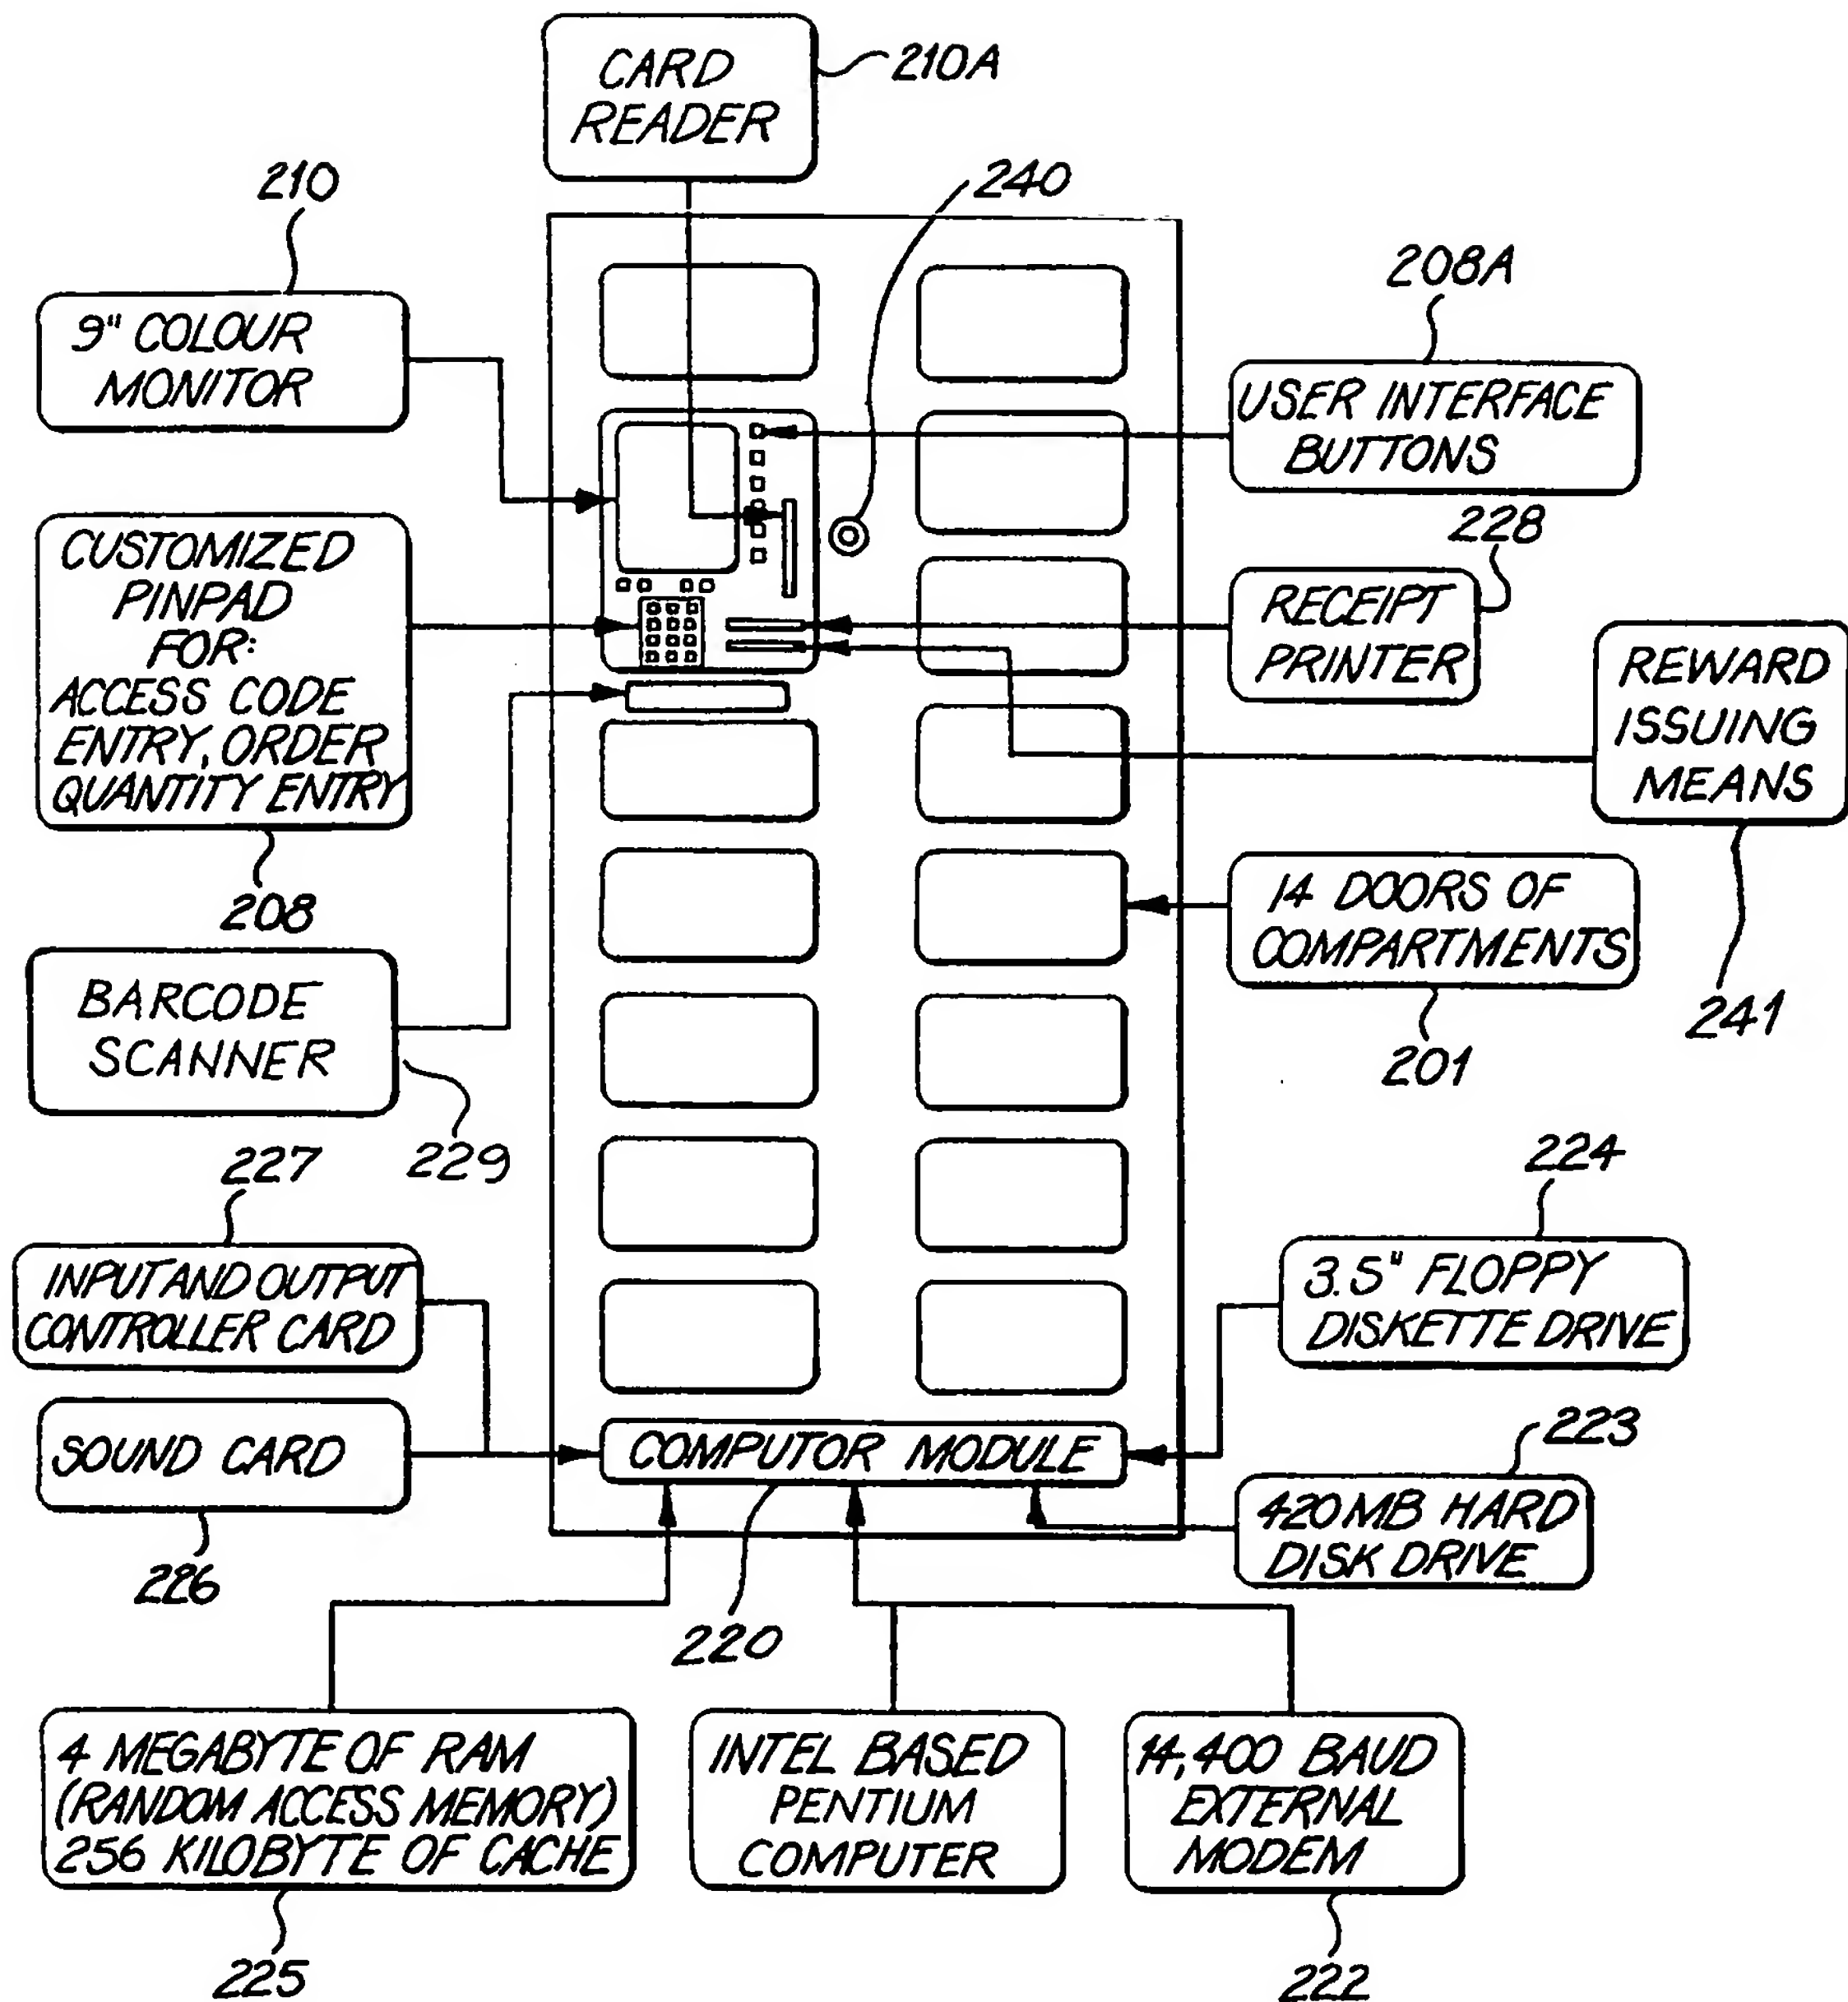 CARD
READER
210A
210
240
9" COLOUR
MONITOR
208A
USER INTERFACE
BUTTONS
CUSTOMIZED
PINPAD
FOR:
ACCESS CODE
ENTRY, ORDER
QUANTITY ENTRY
208
228
RECEIPT
PRINTER
REWARD
ISSUING
MEANS
241
14 DOORS OF
COMPARTMENTS
201
BARCODE
SCANNER
229
227
INPUT AND OUTPUT
CONTROLLER CARD
224
3.5" FLOPPY
DISKETTE DRIVE
SOUND CARD
226
COMPUTOR MODULE
220
223
420 MB HARD
DISK DRIVE
4 MEGABYTE OF RAM
(RANDOM ACCESS MEMORY)
256 KILOBYTE OF CACHE
225
INTEL BASED
PENTIUM
COMPUTER
14,400 BAUD
EXTERNAL
MODEM
222